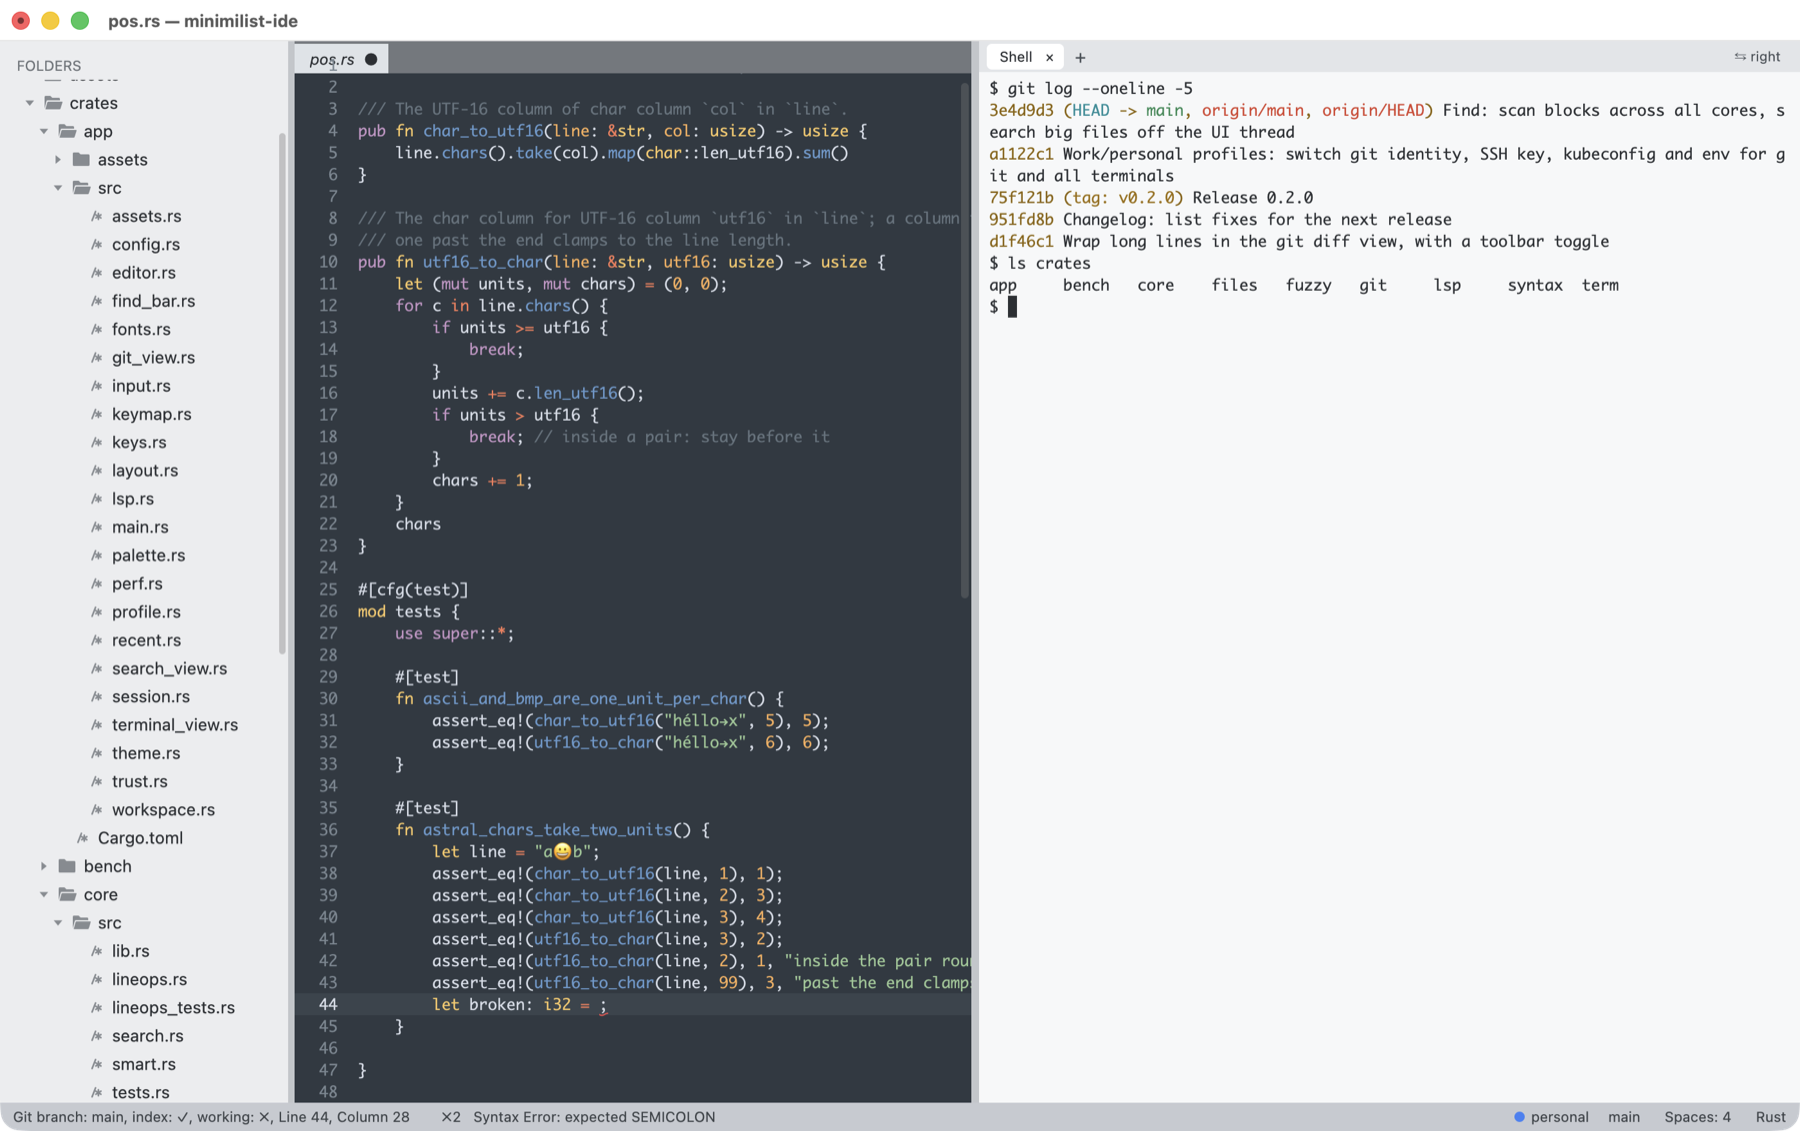 pos.rs — minimilist-ide
FOLDERS
assets
crates
app
assets
src
assets.rs
config.rs
editor.rs
find_bar.rs
fonts.rs
git_view.rs
input.rs
keymap.rs
keys.rs
layout.rs
lsp.rs
main.rs
palette.rs
perf.rs
profile.rs
recent.rs
search_view.rs
session.rs
terminal_view.rs
theme.rs
trust.rs
workspace.rs
Cargo.toml
bench
core
src
lib.rs
lineops.rs
lineops_tests.rs
search.rs
smart.rs
tests.rs
pos.rs
1
2
3 /// The UTF-16 column of char column `col` in `line`.
4 pub fn char_to_utf16(line: &str, col: usize) -> usize {
5     line.chars().take(col).map(char::len_utf16).sum()
6 }
7
8 /// The char column for UTF-16 column `utf16` in `line`; a column
9 /// one past the end clamps to the line length.
10 pub fn utf16_to_char(line: &str, utf16: usize) -> usize {
11     let (mut units, mut chars) = (0, 0);
12     for c in line.chars() {
13         if units >= utf16 {
14             break;
15         }
16         units += c.len_utf16();
17         if units > utf16 {
18             break; // inside a pair: stay before it
19         }
20         chars += 1;
21     }
22     chars
23 }
24
25 #[cfg(test)]
26 mod tests {
27     use super::*;
28
29     #[test]
30     fn ascii_and_bmp_are_one_unit_per_char() {
31         assert_eq!(char_to_utf16("héllo→x", 5), 5);
32         assert_eq!(utf16_to_char("héllo→x", 6), 6);
33     }
34
35     #[test]
36     fn astral_chars_take_two_units() {
37         let line = "a😀b";
38         assert_eq!(char_to_utf16(line, 1), 1);
39         assert_eq!(char_to_utf16(line, 2), 3);
40         assert_eq!(char_to_utf16(line, 3), 4);
41         assert_eq!(utf16_to_char(line, 3), 2);
42         assert_eq!(utf16_to_char(line, 2), 1, "inside the pair rou
43         assert_eq!(utf16_to_char(line, 99), 3, "past the end clamp
44         let broken: i32 = ;
45     }
46
47 }
48
Shell × +
⇆ right
$ git log --oneline -5
3e4d9d3 (HEAD -> main, origin/main, origin/HEAD) Find: scan blocks across all cores, s
earch big files off the UI thread
a1122c1 Work/personal profiles: switch git identity, SSH key, kubeconfig and env for g
it and all terminals
75f121b (tag: v0.2.0) Release 0.2.0
951fd8b Changelog: list fixes for the next release
d1f46c1 Wrap long lines in the git diff view, with a toolbar toggle
$ ls crates
app     bench   core    files   fuzzy   git     lsp     syntax  term
$
Git branch: main, index: ✓, working: ✕, Line 44, Column 28 ✕2 Syntax Error: expected SEMICOLON
personal main Spaces: 4 Rust